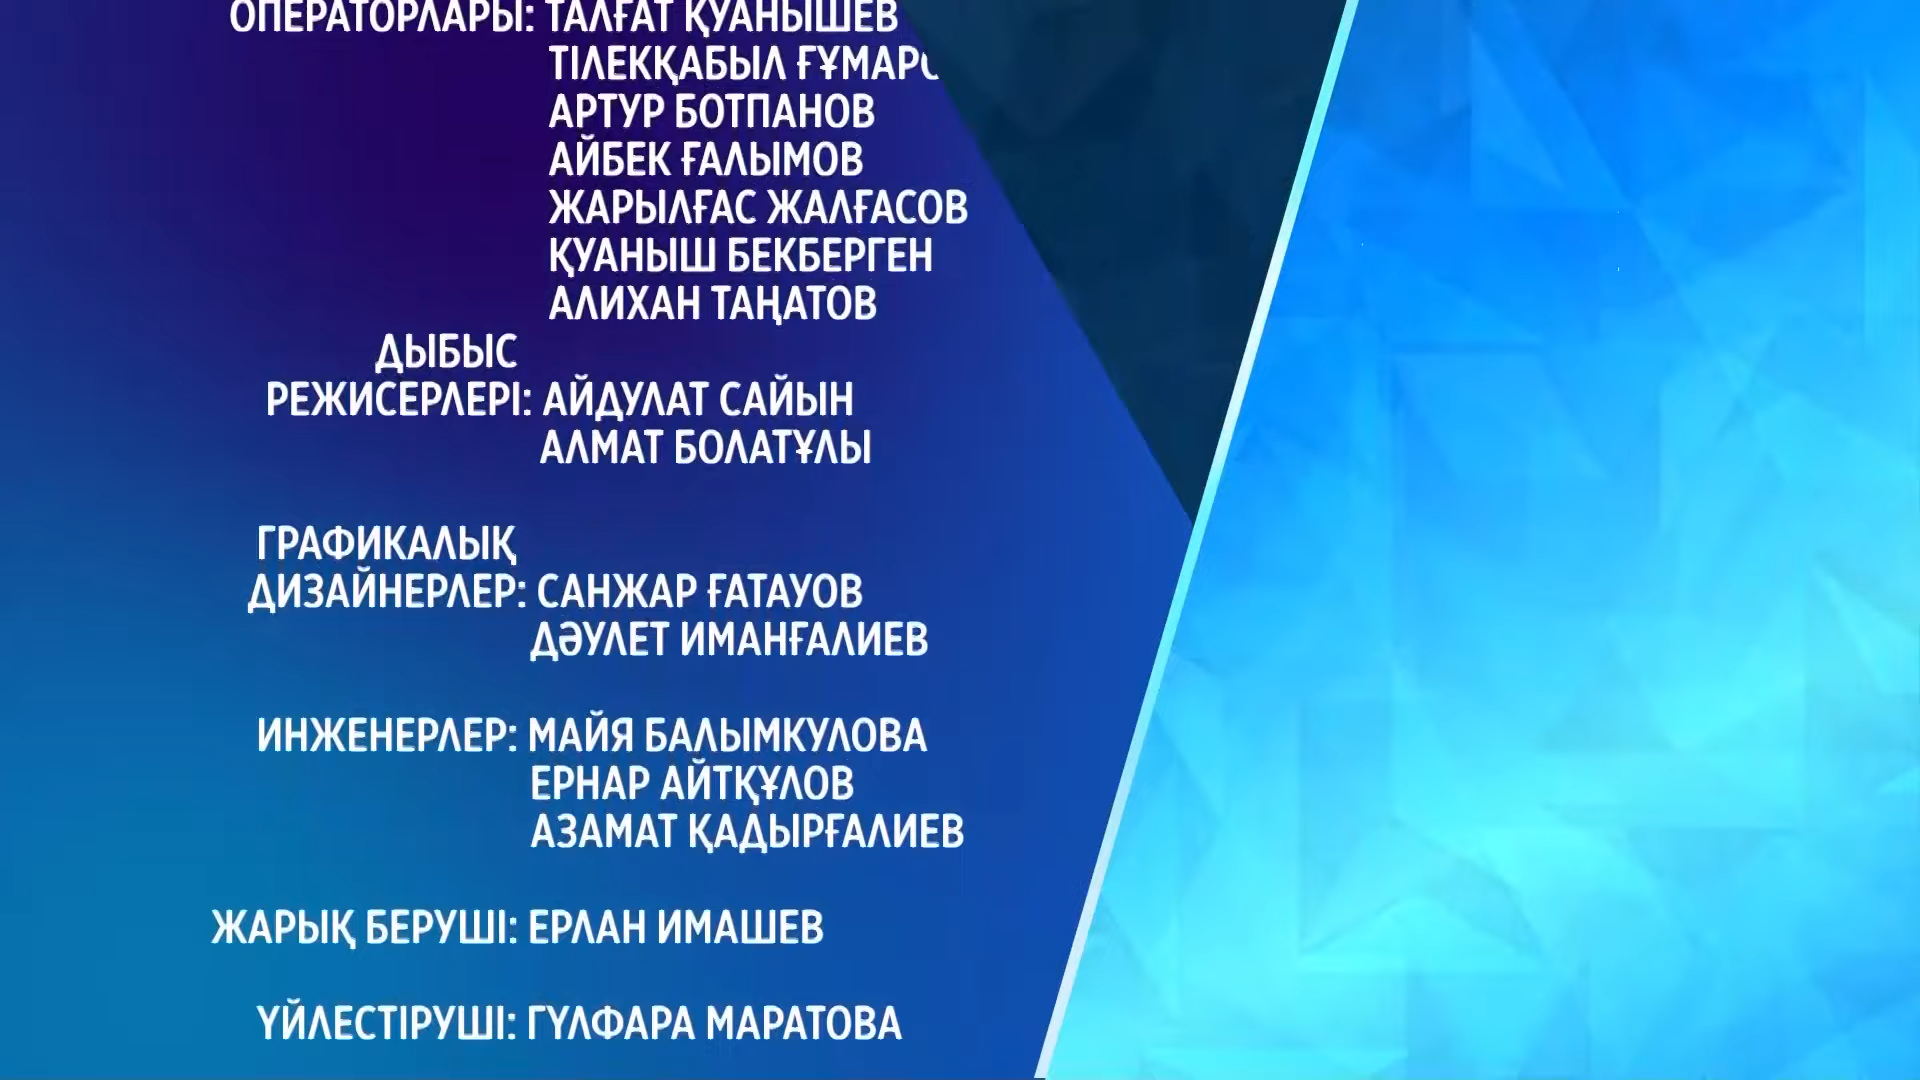 ОПЕРАТОРЛАРЫ: ТАЛҒАТ ҚУАНЫШЕВ
ТІЛЕКҚАБЫЛ
АРТУР БОТПАНОВ
АЙБЕК ҒАЛЫМОВ
ЖАРЫЛҒАС ЖАЛҒАСОВ
ҚУАНЫШ БЕКБЕРГЕН
АЛИХАН ТАҢАТОВ
ДЫБЫС
РЕЖИСЕРЛЕРІ: АЙДУЛАТ САЙЫН
АЛМАТ БОЛАТҰЛЫ
ГРАФИКАЛЫҚ
ДИЗАЙНЕРЛЕР: САНЖАР ҒАТАУОВ
ДӘУЛЕТ ИМАНҒАЛИЕВ
ИНЖЕНЕРЛЕР: МАЙЯ БАЛЫМКУЛОВА
ЕРНАР АЙТҚҰЛОВ
АЗАМАТ ҚАДЫРҒАЛИЕВ
ЖАРЫҚ БЕРУШІ: ЕРЛАН ИМАШЕВ
ҮЙЛЕСТІРУШІ: ГҮЛФАРА МАРАТОВА